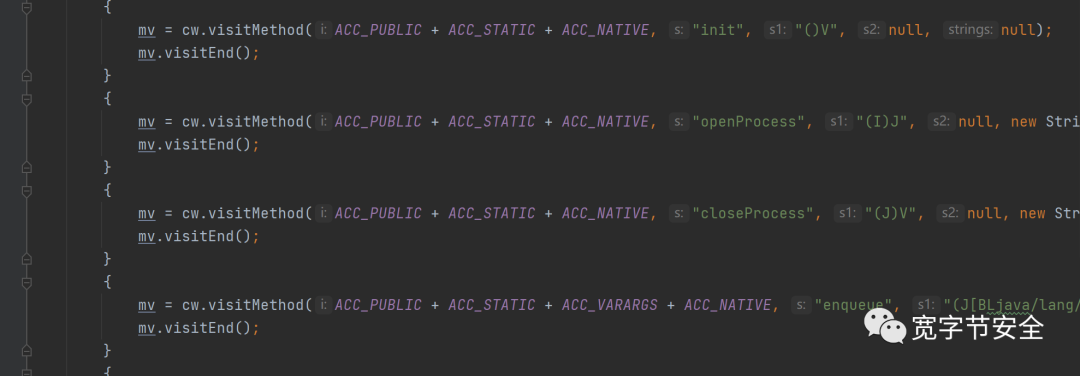 {
mv = cw.visitMethod( i: ACC_PUBLIC + ACC_STATIC + ACC_NATIVE, s: "init", s1: "()V", s2: null, strings: null);
mv.visitEnd();
}
{
mv = cw.visitMethod( i: ACC_PUBLIC + ACC_STATIC + ACC_NATIVE, s: "openProcess", s1: "(I)J", s2: null, new Stri
mv.visitEnd();
}
{
mv = cw.visitMethod( i: ACC_PUBLIC + ACC_STATIC + ACC_NATIVE, s: "closeProcess", s1: "(J)V", s2: null, new Str
mv.visitEnd();
}
{
mv = cw.visitMethod( i: ACC_PUBLIC + ACC_STATIC + ACC_VARARGS + ACC_NATIVE, s: "enqueue", s1: "(J[BLjava/lang/
mv.visitEnd();
宽字节安全
}
{